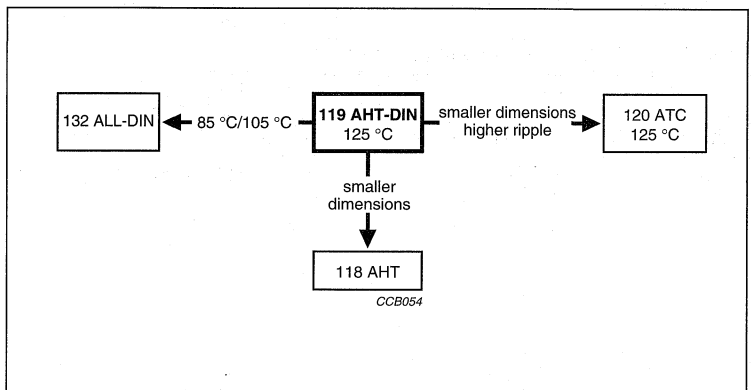 132 ALL-DIN
85 °C/105 °C
119 AHT-DIN
125 °C
smaller dimensions
higher ripple
120 ATC
125 °C
smaller
dimensions
118 AHT
CCB054